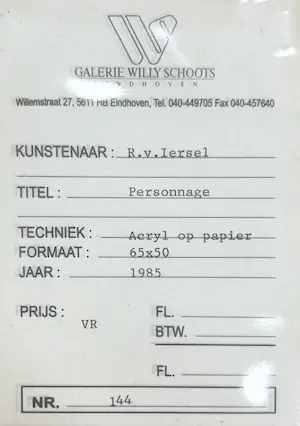 GALERIE WILLY SCHOOTS
EINDHOVEN
Willemstraat 27, 5611 HB Eindhoven, Tel. 040-449705 Fax 040-457640
KUNSTENAAR : R.v.Iersel
TITEL : Personnage
TECHNIEK : Acryl op papier
FORMAAT : 65x50
JAAR : 1985
PRIJS : VR FL.
BTW.
FL.
NR. 144